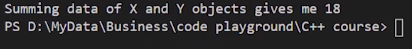 Summing data of X and Y objects gives me 18
PS D:\MyData\Business\code playground\C++ course>